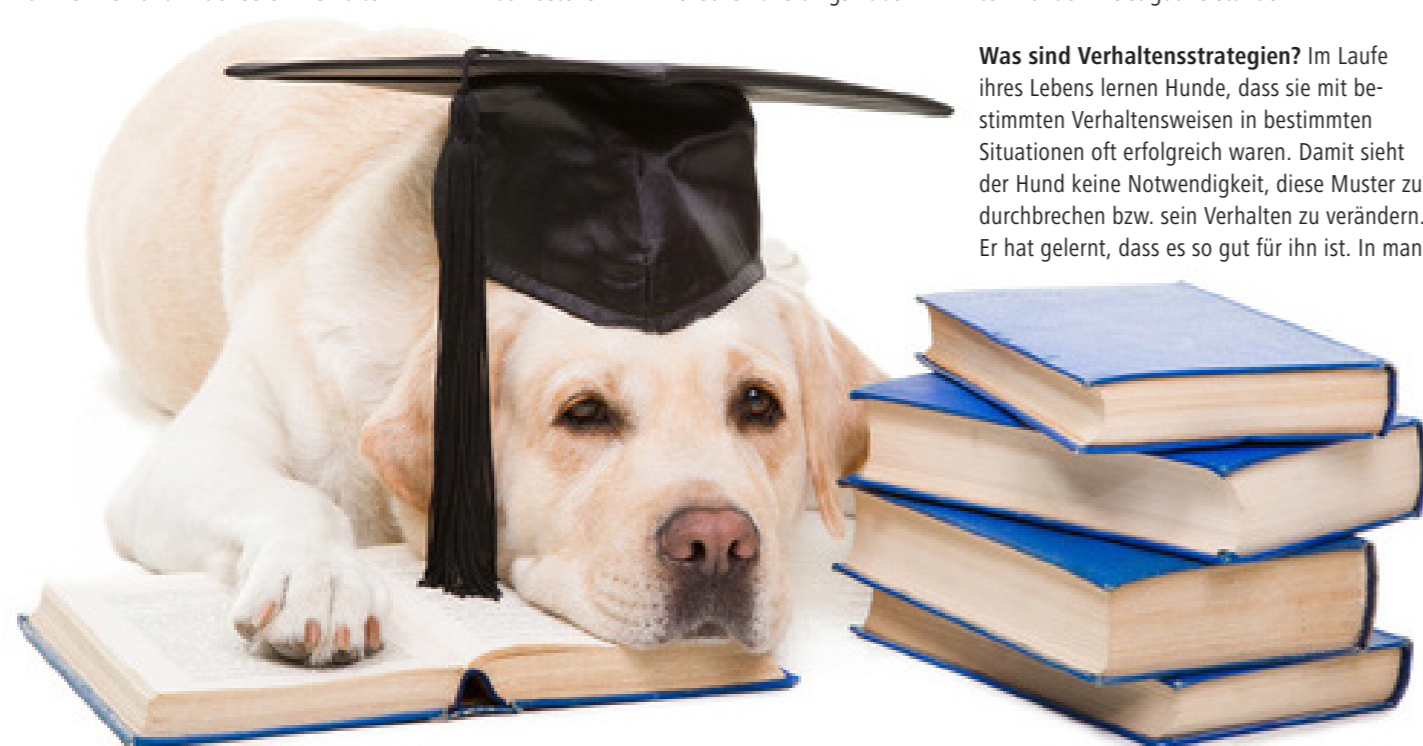 Was sind Verhaltensstrategien? Im Laufe
ihres Lebens lernen Hunde, dass sie mit be-
stimmten Verhaltensweisen in bestimmten
Situationen oft erfolgreich waren. Damit sieht
der Hund keine Notwendigkeit, diese Muster zu
durchbrechen bzw. sein Verhalten zu verändern.
Er hat gelernt, dass es so gut für ihn ist. In man